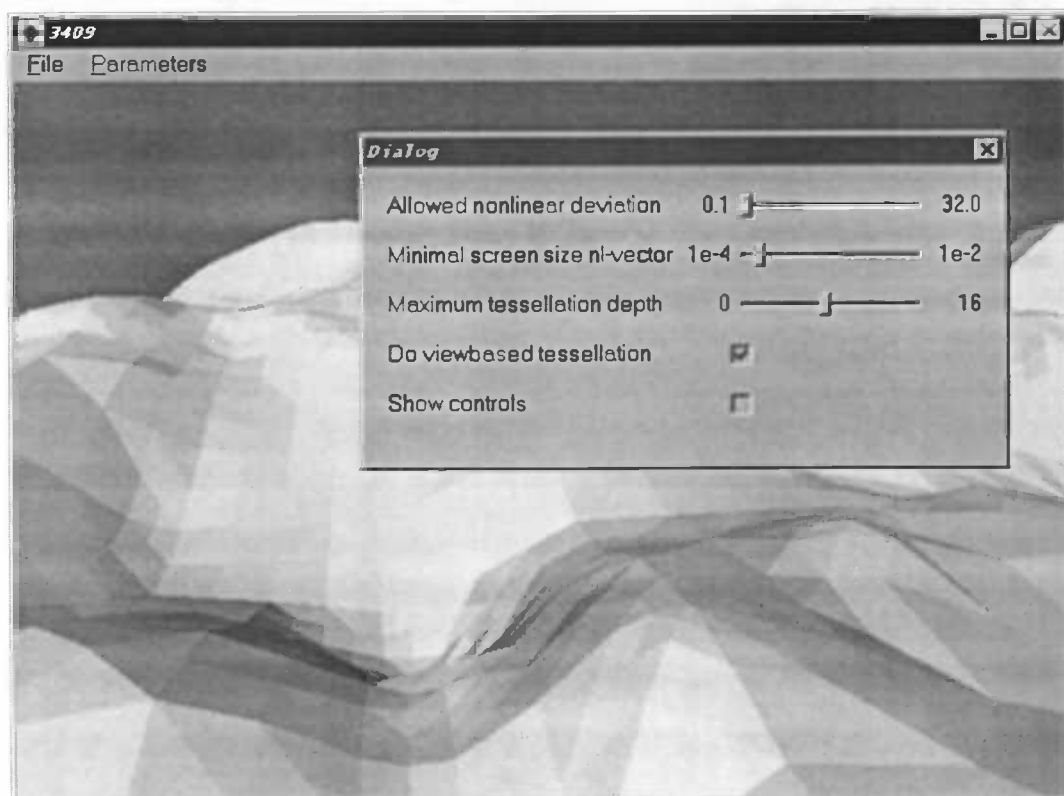 3409
File Parameters
Dialog
Allowed nonlinear deviation 0.1 32.0
Minimal screen size nl-vector 1e-4 1e-2
Maximum tessellation depth 0 16
Do viewbased tessellation
Show controls